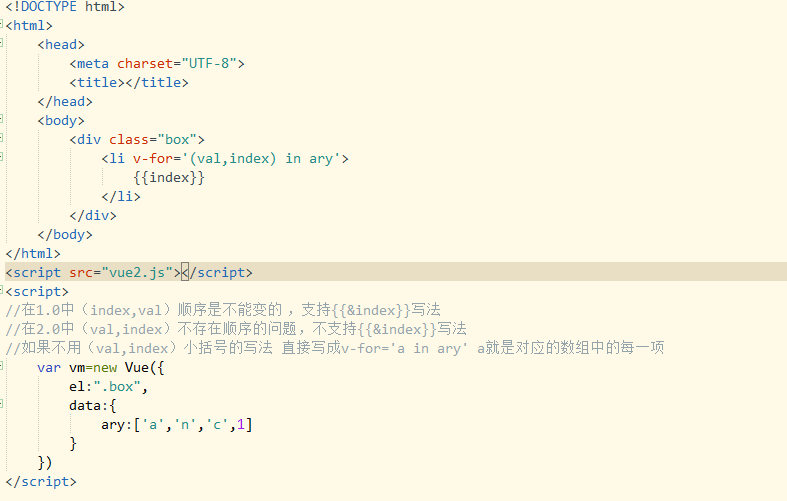 <!DOCTYPE html>
<html>
<head>
<meta charset="UTF-8">
<title></title>
</head>
<body>
<div class="box">
<li v-for='(val,index) in ary'>
{{index}}
</li>
</div>
</body>
</html>
<script src="vue2.js"></script>
<script>
//在1.0中（index,val）顺序是不能变的 ，支持{{&index}}写法
//在2.0中（val,index）不存在顺序的问题，不支持{{&index}}写法
//如果不用（val,index）小括号的写法 直接写成v-for='a in ary' a就是对应的数组中的每一项
var vm=new Vue({
el:".box",
data:{
ary:['a','n','c',1]
}
})
</script>